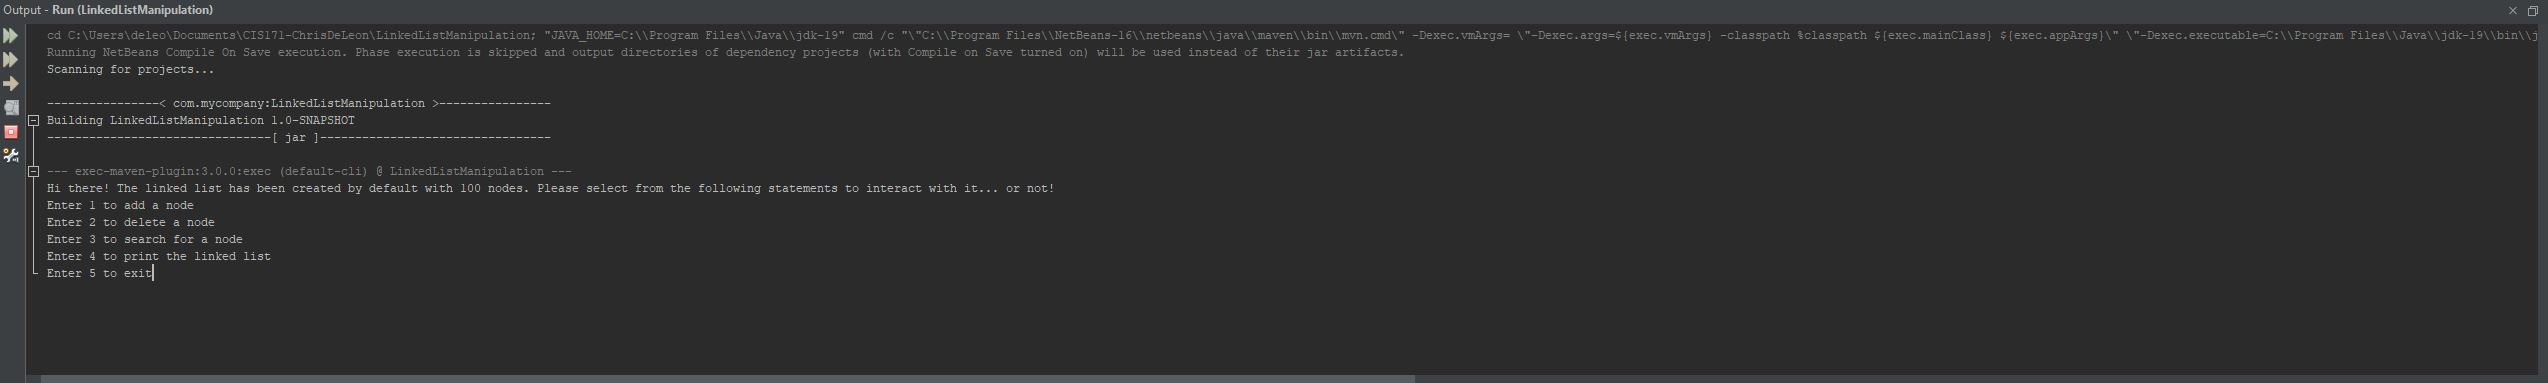 Output - Run (LinkedListManipulation)
cd C:\Users\deleo\Documents\CIS171-ChrisDeLeon\LinkedListManipulation; "JAVA_HOME=C:\\Program Files\\Java\\jdk-19" cmd /c "\"C:\\Program Files\\NetBeans-16\\netbeans\\java\\maven\\bin\\mvn.cmd\" -Dexec.vmArgs= \"-Dexec.args=${exec.vmArgs} -classpath %classpath ${exec.mainClass} ${exec.appArgs}\" \"-Dexec.executable=C:\\Program Files\\Java\\jdk-19\\bin\\j
Running NetBeans Compile On Save execution. Phase execution is skipped and output directories of dependency projects (with Compile on Save turned on) will be used instead of their jar artifacts.
Scanning for projects...
----------------< com.mycompany:LinkedListManipulation >----------------
Building LinkedListManipulation 1.0-SNAPSHOT
--------------------------------[ jar ]---------------------------------
--- exec-maven-plugin:3.0.0:exec (default-cli) @ LinkedListManipulation ---
Hi there! The linked list has been created by default with 100 nodes. Please select from the following statements to interact with it... or not!
Enter 1 to add a node
Enter 2 to delete a node
Enter 3 to search for a node
Enter 4 to print the linked list
Enter 5 to exit